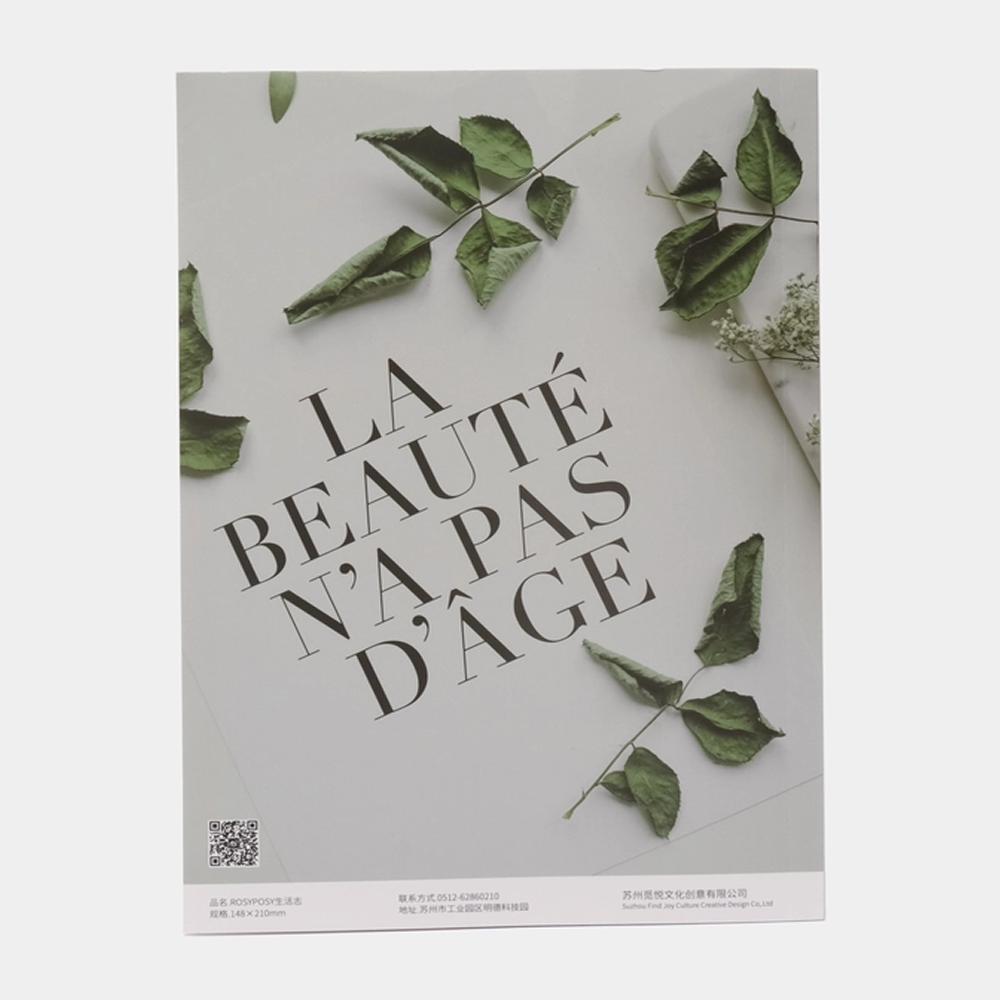 LA
BEAUTÉ
N'A PAS
D'ÂGE
品名.ROSYPOSY生活志
规格.148×210mm
联系方式.0512-62860210
地址.苏州市工业园区明德科技园
苏州觅悦文化创意有限公司
Suzhou Find Joy Culture Creative Design Co.,Ltd